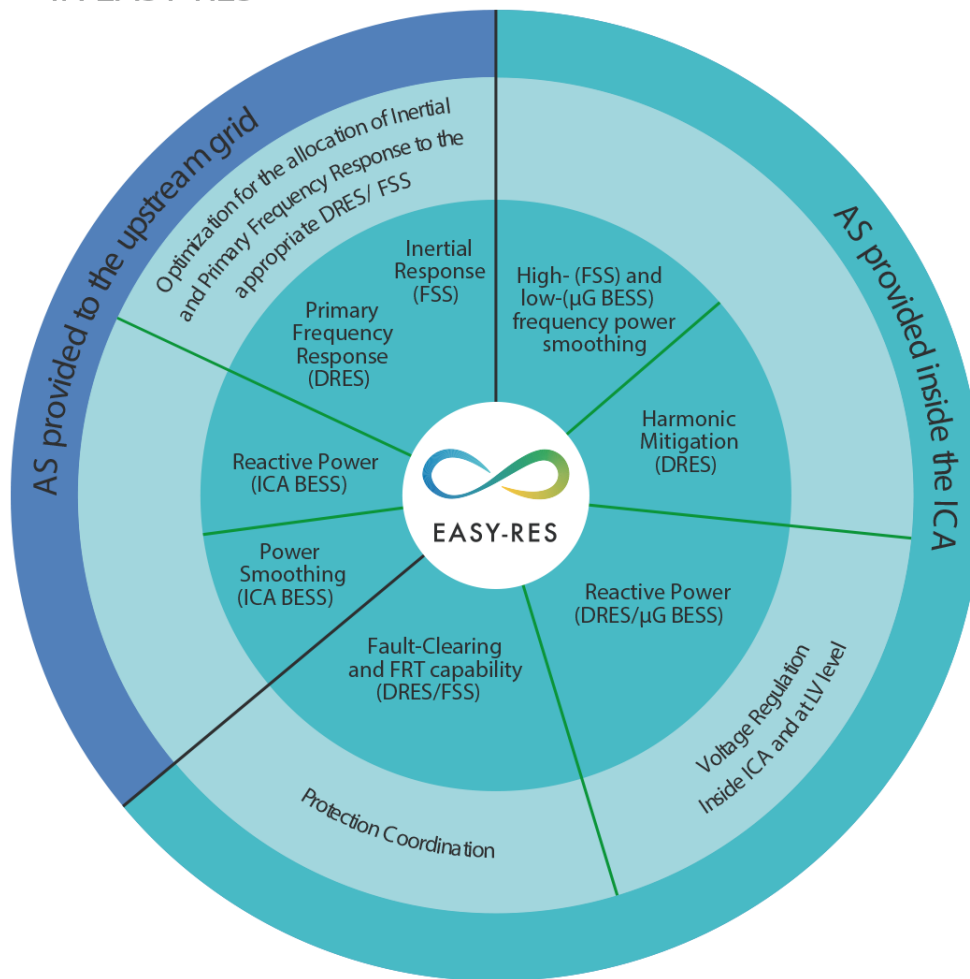 IN EASY-RES
AS provided to the upstream grid
Optimization for the allocation of Inertial
and Primary Frequency Response to the
appropriate DRES/ FSS
Inertial
Response
(FSS)
Primary
Frequency
Response
(DRES)
Reactive Power
(ICA BESS)
Power
Smoothing
(ICA BESS)
AS provided inside the ICA
High- (FSS) and
low-(μG BESS)
frequency power
smoothing
Harmonic
Mitigation
(DRES)
Reactive Power
(DRES/μG BESS)
Voltage Regulation
Inside ICA and at LV level
Fault-Clearing
and FRT capability
(DRES/FSS)
Protection Coordination
EASY-RES